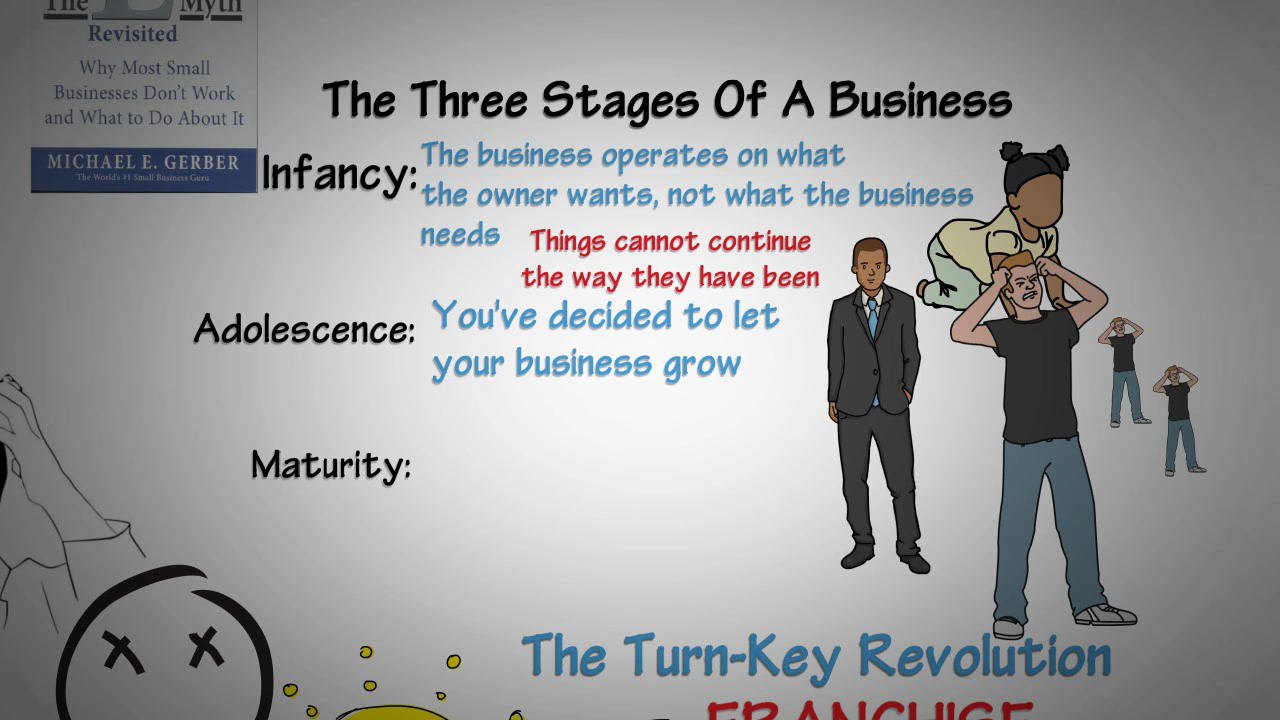 The E Myth
Revisited
Why Most Small
Businesses Don't Work
and What to Do About It
MICHAEL E. GERBER
The World's #1 Small Business Guru
The Three Stages Of A Business
Infancy:
The business operates on what
the owner wants, not what the business
needs
Things cannot continue
the way they have been
Adolescence:
You've decided to let
your business grow
Maturity:
The Turn-Key Revolution
FRANCHISE